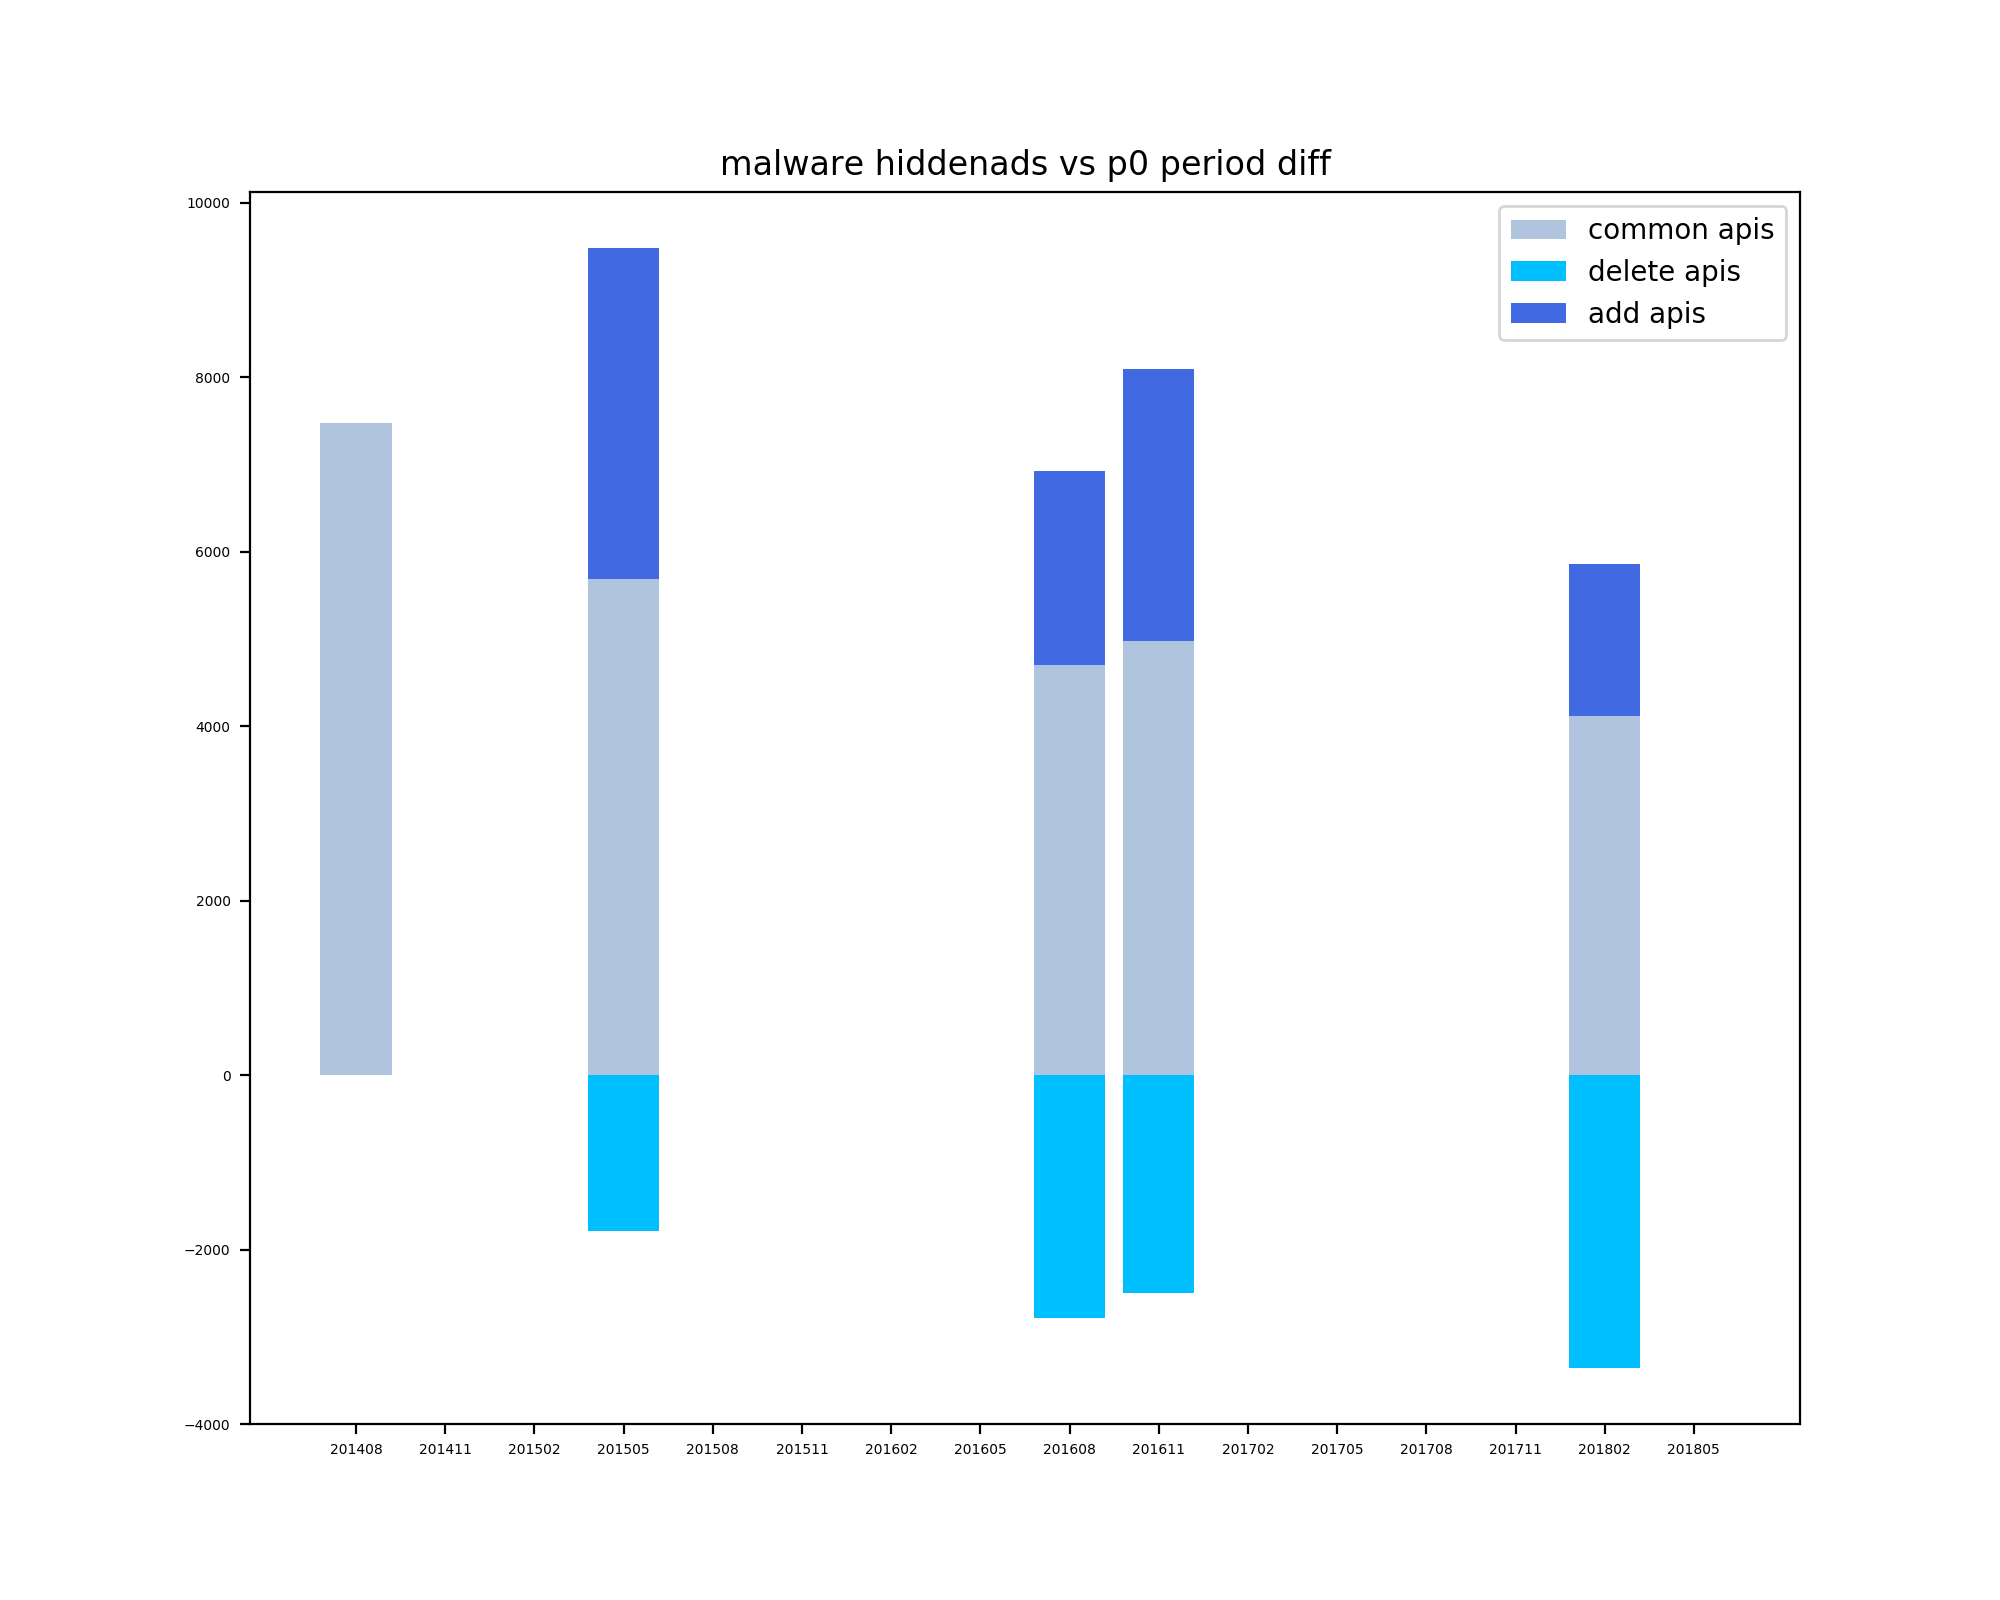 malware hiddenads vs p0 period diff
common apis
delete apis
add apis
10000
8000
6000
4000
2000
0
−2000
−4000
201408 201411 201502 201505 201508 201511 201602 201605 201608 201611 201702 201705 201708 201711 201802 201805